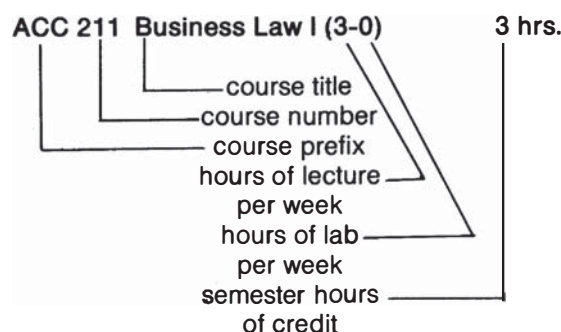 ACC 211 Business Law I (3-0) 3 hrs.
course title
course number
course prefix
hours of lecture
per week
hours of lab
per week
semester hours
of credit